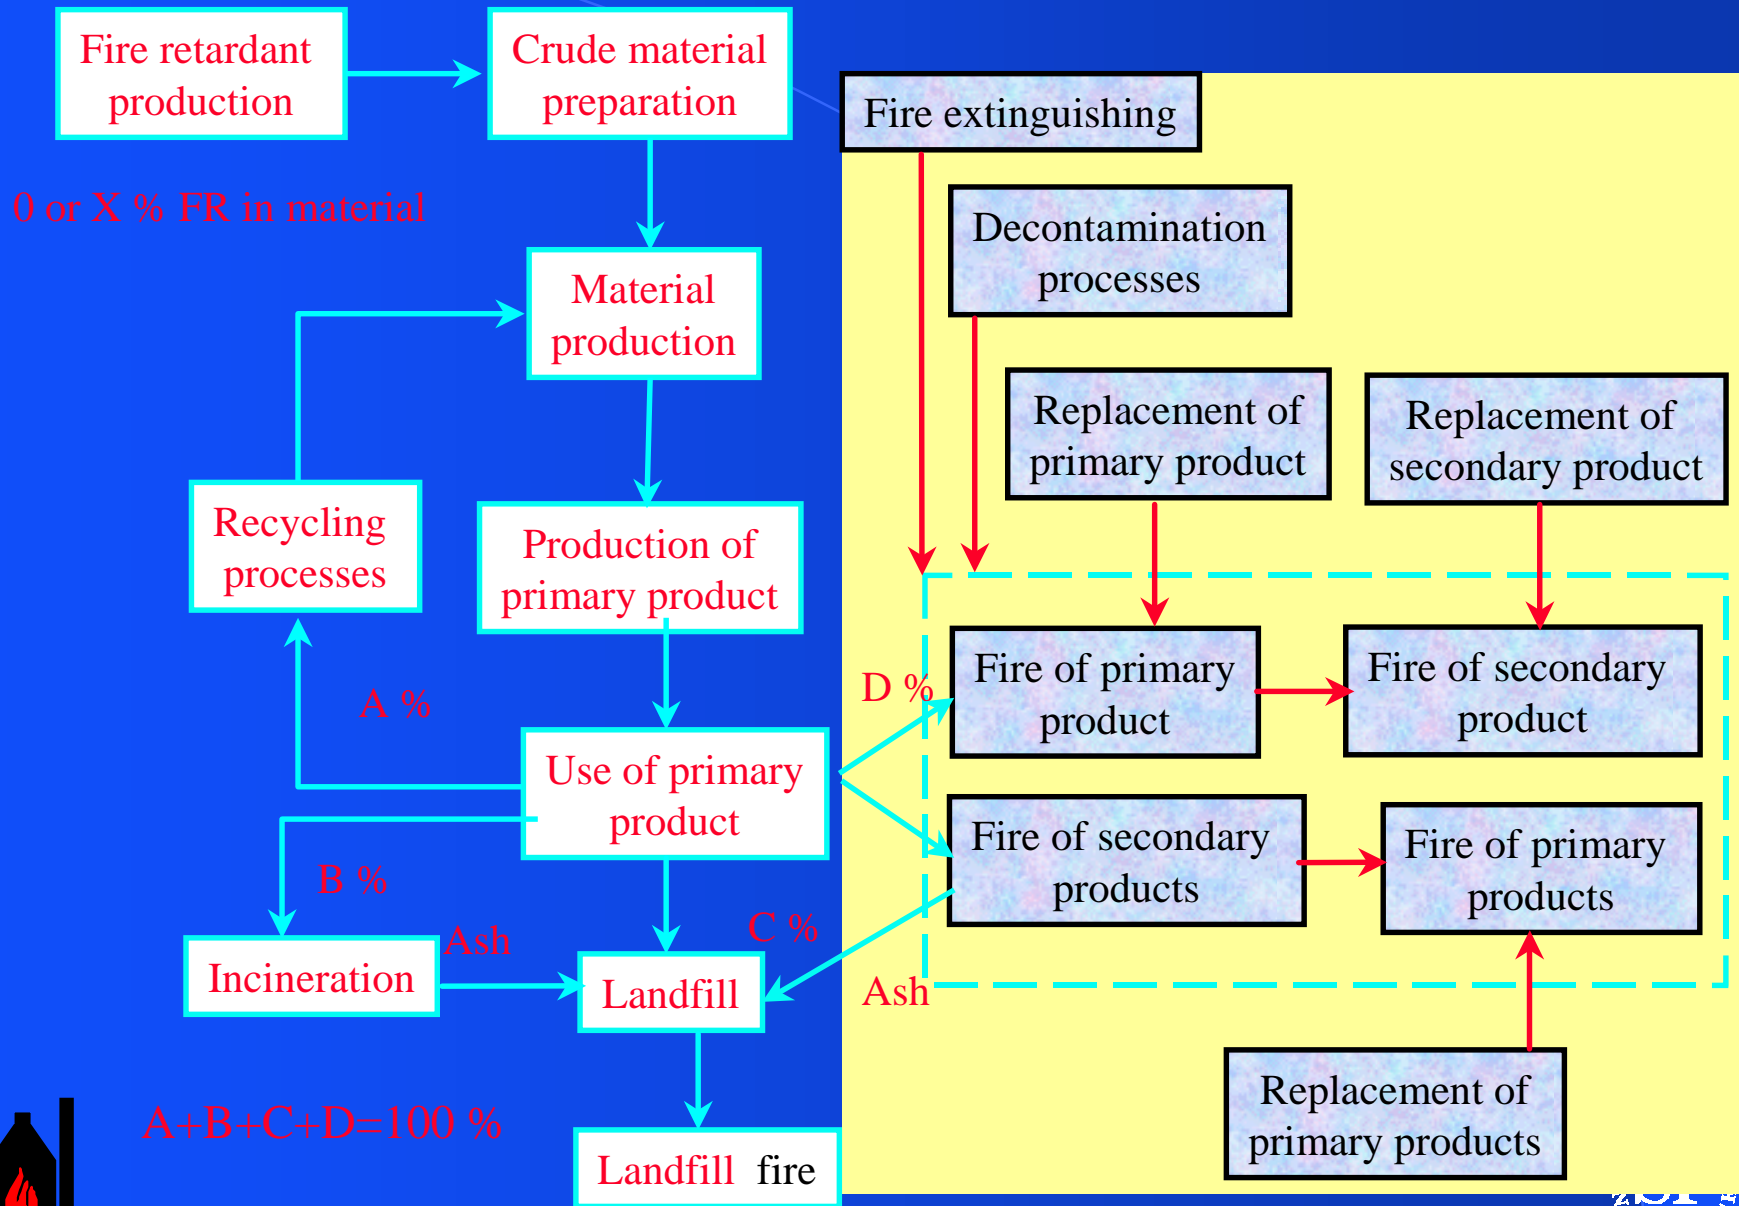 Fire retardant
production
Crude material
preparation
Fire extinguishing
0 or X % FR in material
Decontamination
processes
Material
production
Replacement of
primary product
Replacement of
secondary product
Recycling
processes
Production of
primary product
A %
D %
Fire of primary
product
Fire of secondary
product
Use of primary
product
Fire of secondary
products
Fire of primary
products
B %
C %
Ash
Incineration
Landfill
Ash
Replacement of
primary products
A+B+C+D=100 %
Landfill fire